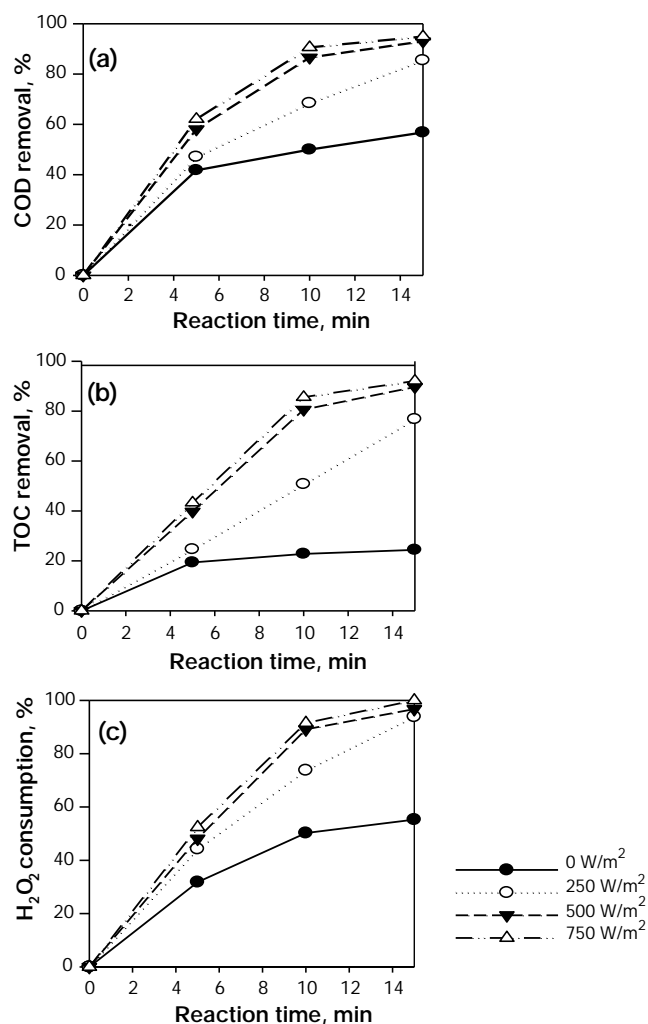 (a)
COD removal, %
100
80
60
40
20
0
0 2 4 6 8 10 12 14
Reaction time, min
(b)
TOC removal, %
100
80
60
40
20
0
0 2 4 6 8 10 12 14
Reaction time, min
(c)
H₂O₂ consumption, %
100
80
60
40
20
0
0 2 4 6 8 10 12 14
Reaction time, min
0 W/m²
250 W/m²
500 W/m²
750 W/m²